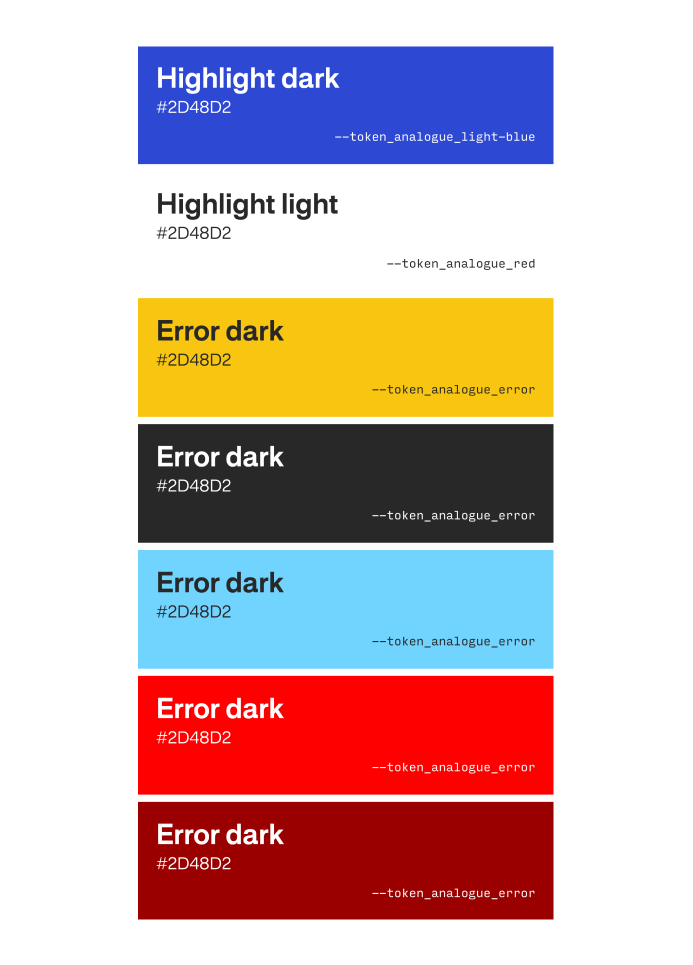 Highlight dark
#2D48D2
--token_analogue_light-blue
Highlight light
#2D48D2
--token_analogue_red
Error dark
#2D48D2
--token_analogue_error
Error dark
#2D48D2
--token_analogue_error
Error dark
#2D48D2
--token_analogue_error
Error dark
#2D48D2
--token_analogue_error
Error dark
#2D48D2
--token_analogue_error